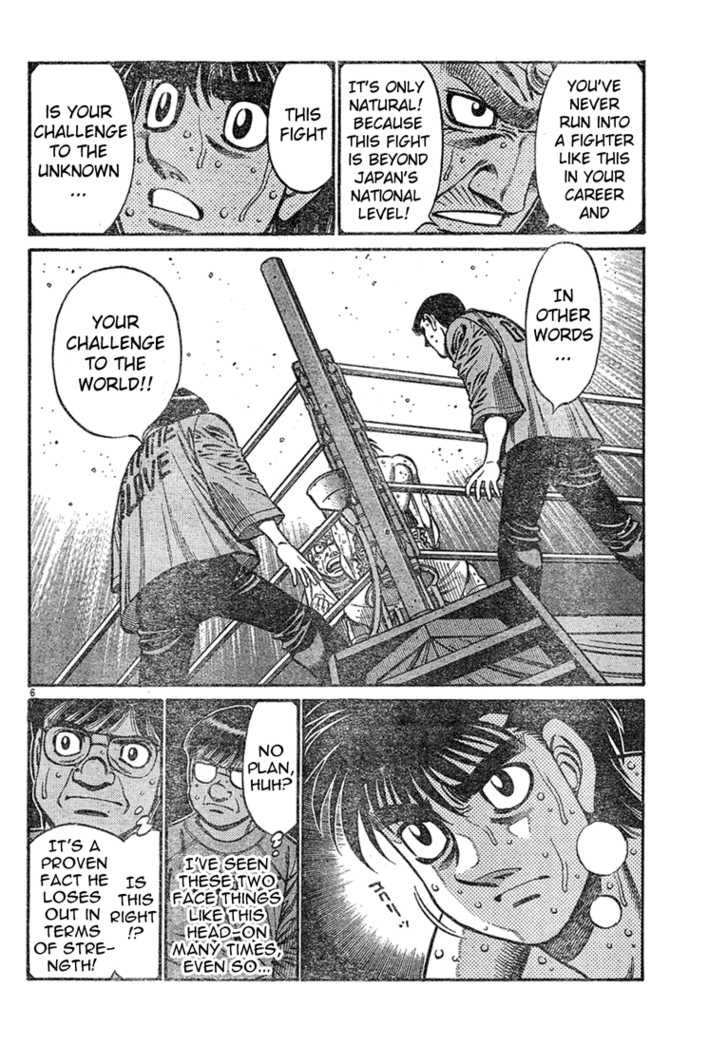 YOU'VE
NEVER
RUN INTO
A FIGHTER
LIKE THIS
IN YOUR
CAREER
AND
IT'S ONLY
NATURAL!
BECAUSE
THIS FIGHT
IS BEYOND
JAPAN'S
NATIONAL
LEVEL!
THIS
FIGHT
IS YOUR
CHALLENGE
TO THE
UNKNOWN
...
IN
OTHER
WORDS
...
YOUR
CHALLENGE
TO THE
WORLD!!
LOVE
6
NO
PLAN,
HUH?
I'VE SEEN
THESE TWO
FACE THINGS
LIKE THIS
HEAD-ON
MANY TIMES,
EVEN SO...
IS
THIS
RIGHT
!?
IT'S A
PROVEN
FACT HE
LOSES
OUT IN
TERMS
OF STRE-
NGTH!